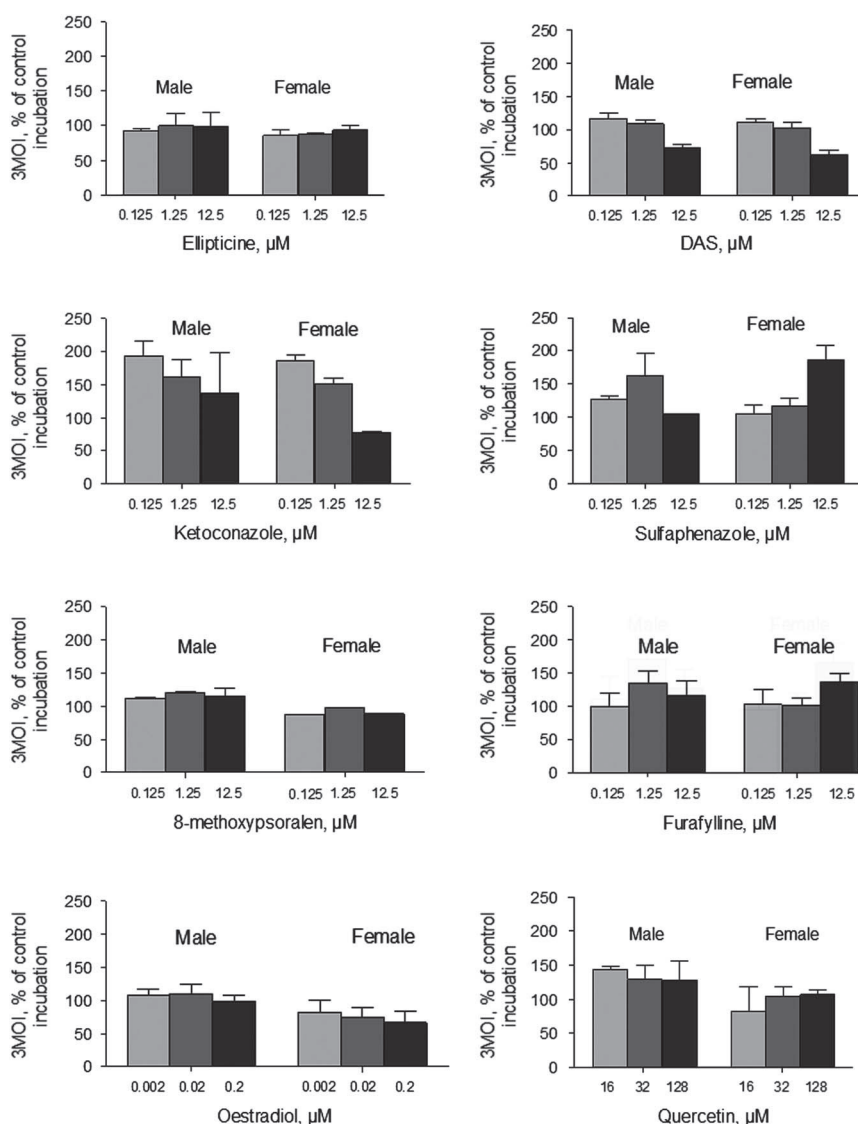 3MOI, % of control
incubation
250
200
150
100
50
0
Male
Female
0.125 1.25 12.5
0.125 1.25 12.5
Ellipticine, µM
3MOI, % of control
incubation
250
200
150
100
50
0
Male
Female
0.125 1.25 12.5
0.125 1.25 12.5
DAS, µM
3MOI, % of control
incubation
250
200
150
100
50
0
Male
Female
0.125 1.25 12.5
0.125 1.25 12.5
Ketoconazole, µM
3MOI, % of control
incubation
250
200
150
100
50
0
Male
Female
0.125 1.25 12.5
0.125 1.25 12.5
Sulfaphenazole, µM
3MOI, % of control
incubation
250
200
150
100
50
0
Male
Female
0.125 1.25 12.5
0.125 1.25 12.5
8-methoxypsoralen, µM
3MOI, % of control
incubation
250
200
150
100
50
0
Male
Female
Male
Female
0.125 1.25 12.5
0.125 1.25 12.5
Furafylline, µM
3MOI, % of control
incubation
250
200
150
100
50
0
Male
Female
0.002 0.02 0.2
0.002 0.02 0.2
Oestradiol, µM
3MOI, % of control
incubation
250
200
150
100
50
0
Male
Female
16 32 128
16 32 128
Quercetin, µM